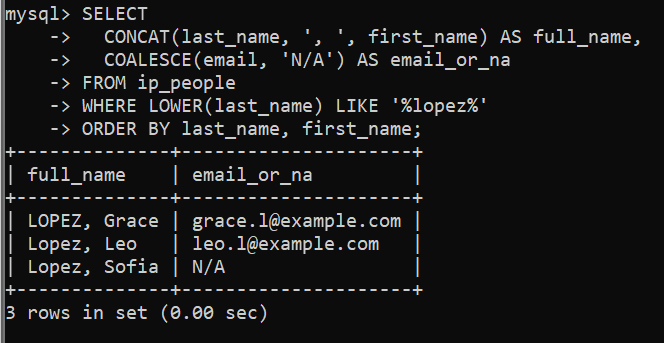 mysql> SELECT
    ->   CONCAT(last_name, ', ', first_name) AS full_name,
    ->   COALESCE(email, 'N/A') AS email_or_na
    -> FROM ip_people
    -> WHERE LOWER(last_name) LIKE '%lopez%'
    -> ORDER BY last_name, first_name;
+--------------+---------------------+
| full_name    | email_or_na         |
+--------------+---------------------+
| LOPEZ, Grace | grace.l@example.com |
| Lopez, Leo   | leo.l@example.com   |
| Lopez, Sofia | N/A                 |
+--------------+---------------------+
3 rows in set (0.00 sec)